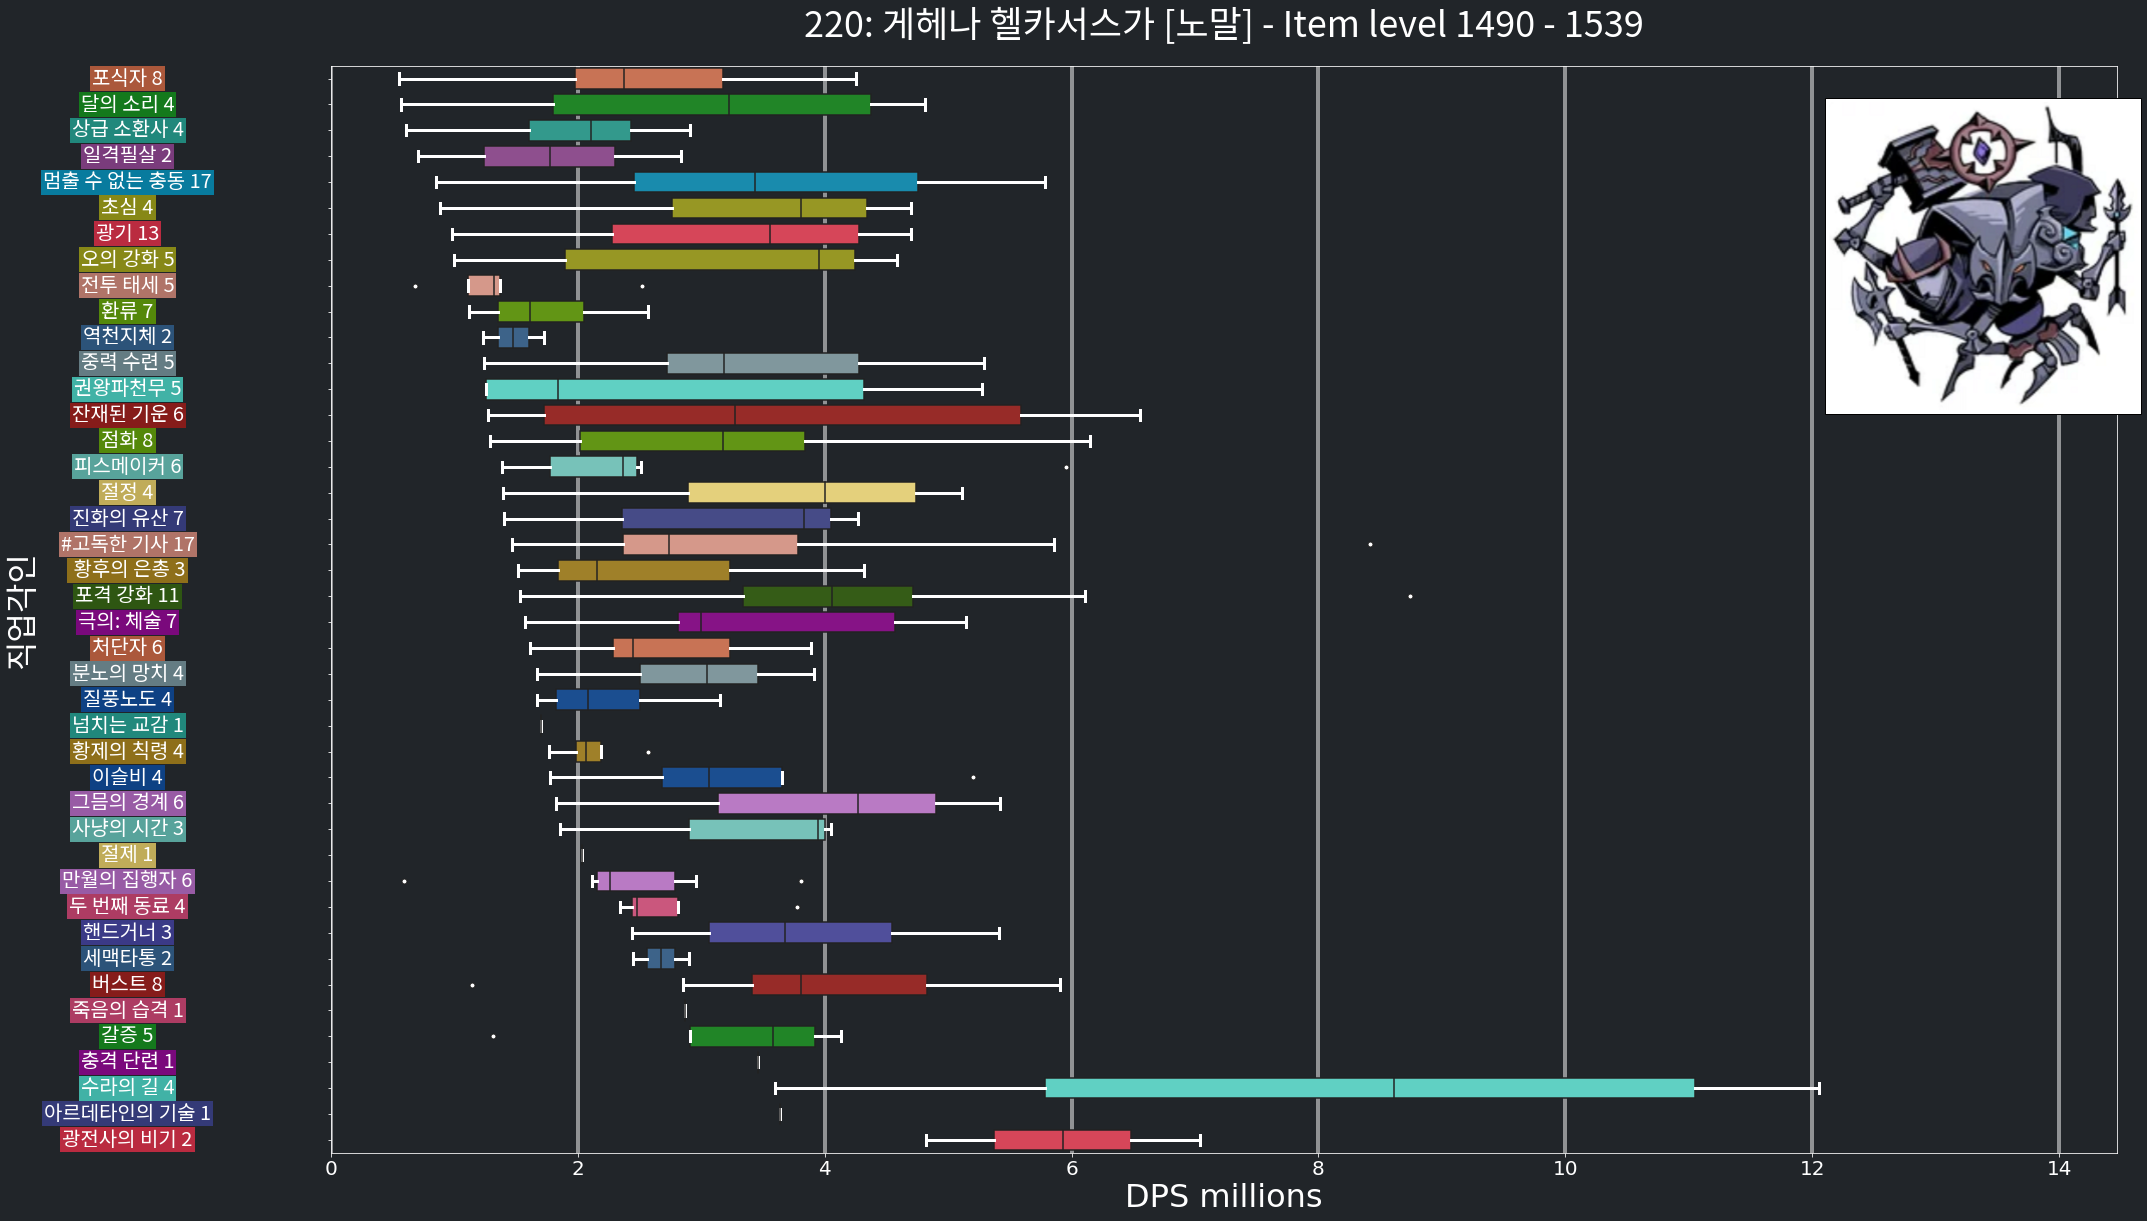 220: 게헤나 헬카서스가 [노말] - Item level 1490 - 1539
직업각인
포식자 8
달의 소리 4
상급 소환사 4
일격필살 2
멈출 수 없는 충동 17
초심 4
광기 13
오의 강화 5
전투 태세 5
환류 7
역천지체 2
중력 수련 5
권왕파천무 5
잔재된 기운 6
점화 8
피스메이커 6
절정 4
진화의 유산 7
#고독한 기사 17
황후의 은총 3
포격 강화 11
극의: 체술 7
처단자 6
분노의 망치 4
질풍노도 4
넘치는 교감 1
황제의 칙령 4
이슬비 4
그믐의 경계 6
사냥의 시간 3
절제 1
만월의 집행자 6
두 번째 동료 4
핸드거너 3
세맥타통 2
버스트 8
죽음의 습격 1
갈증 5
충격 단련 1
수라의 길 4
아르데타인의 기술 1
광전사의 비기 2
0 2 4 6 8 10 12 14
DPS millions